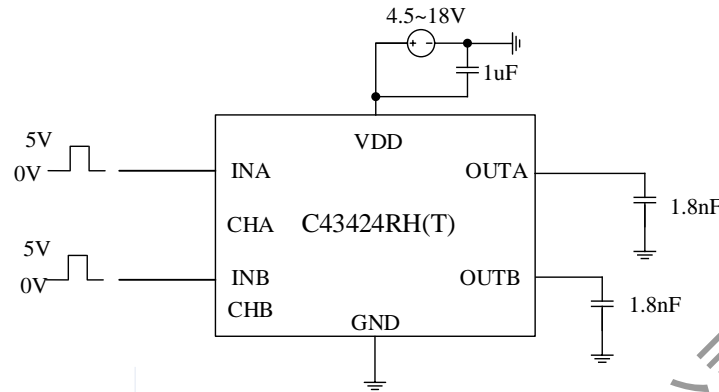 4.5~18V
+ -
1uF
VDD
5V
0V
INA
OUTA
1.8nF
CHA
C43424RH(T)
5V
0V
INB
OUTB
1.8nF
CHB
GND